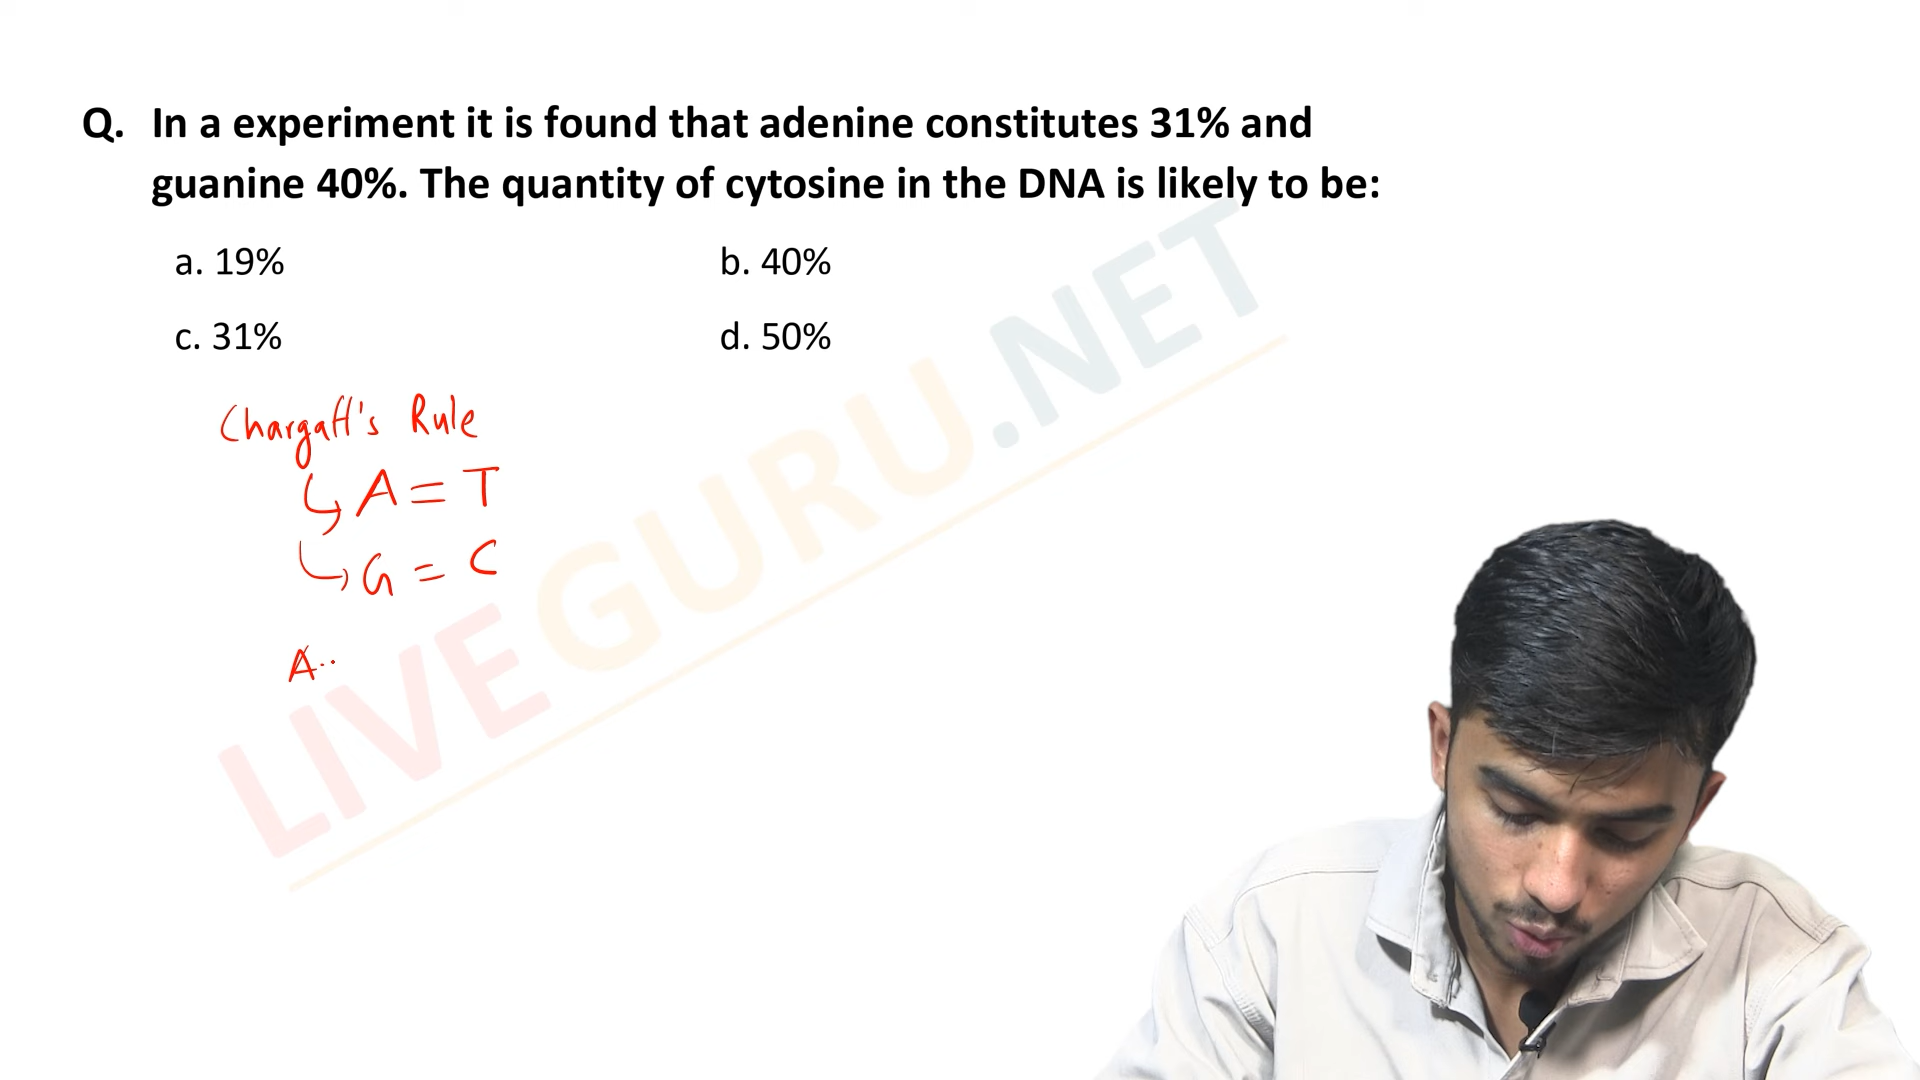 Q. In a experiment it is found that adenine constitutes 31% and
guanine 40%. The quantity of cytosine in the DNA is likely to be:
a. 19%
b. 40%
c. 31%
d. 50%
Chargaff's Rule
A = T
G = C
A..
LIVEGURU.NET